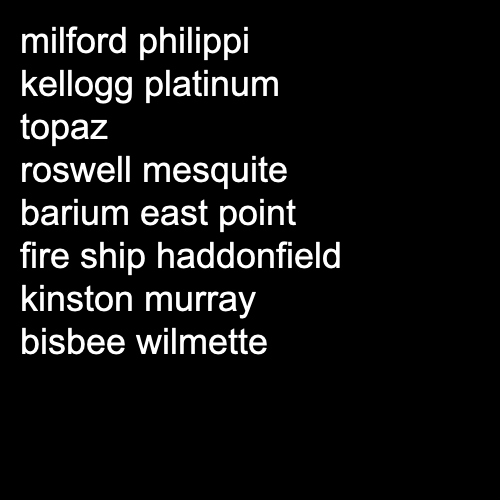 milford philippi
kellogg platinum
topaz
roswell mesquite
barium east point
fire ship haddonfield
kinston murray
bisbee wilmette